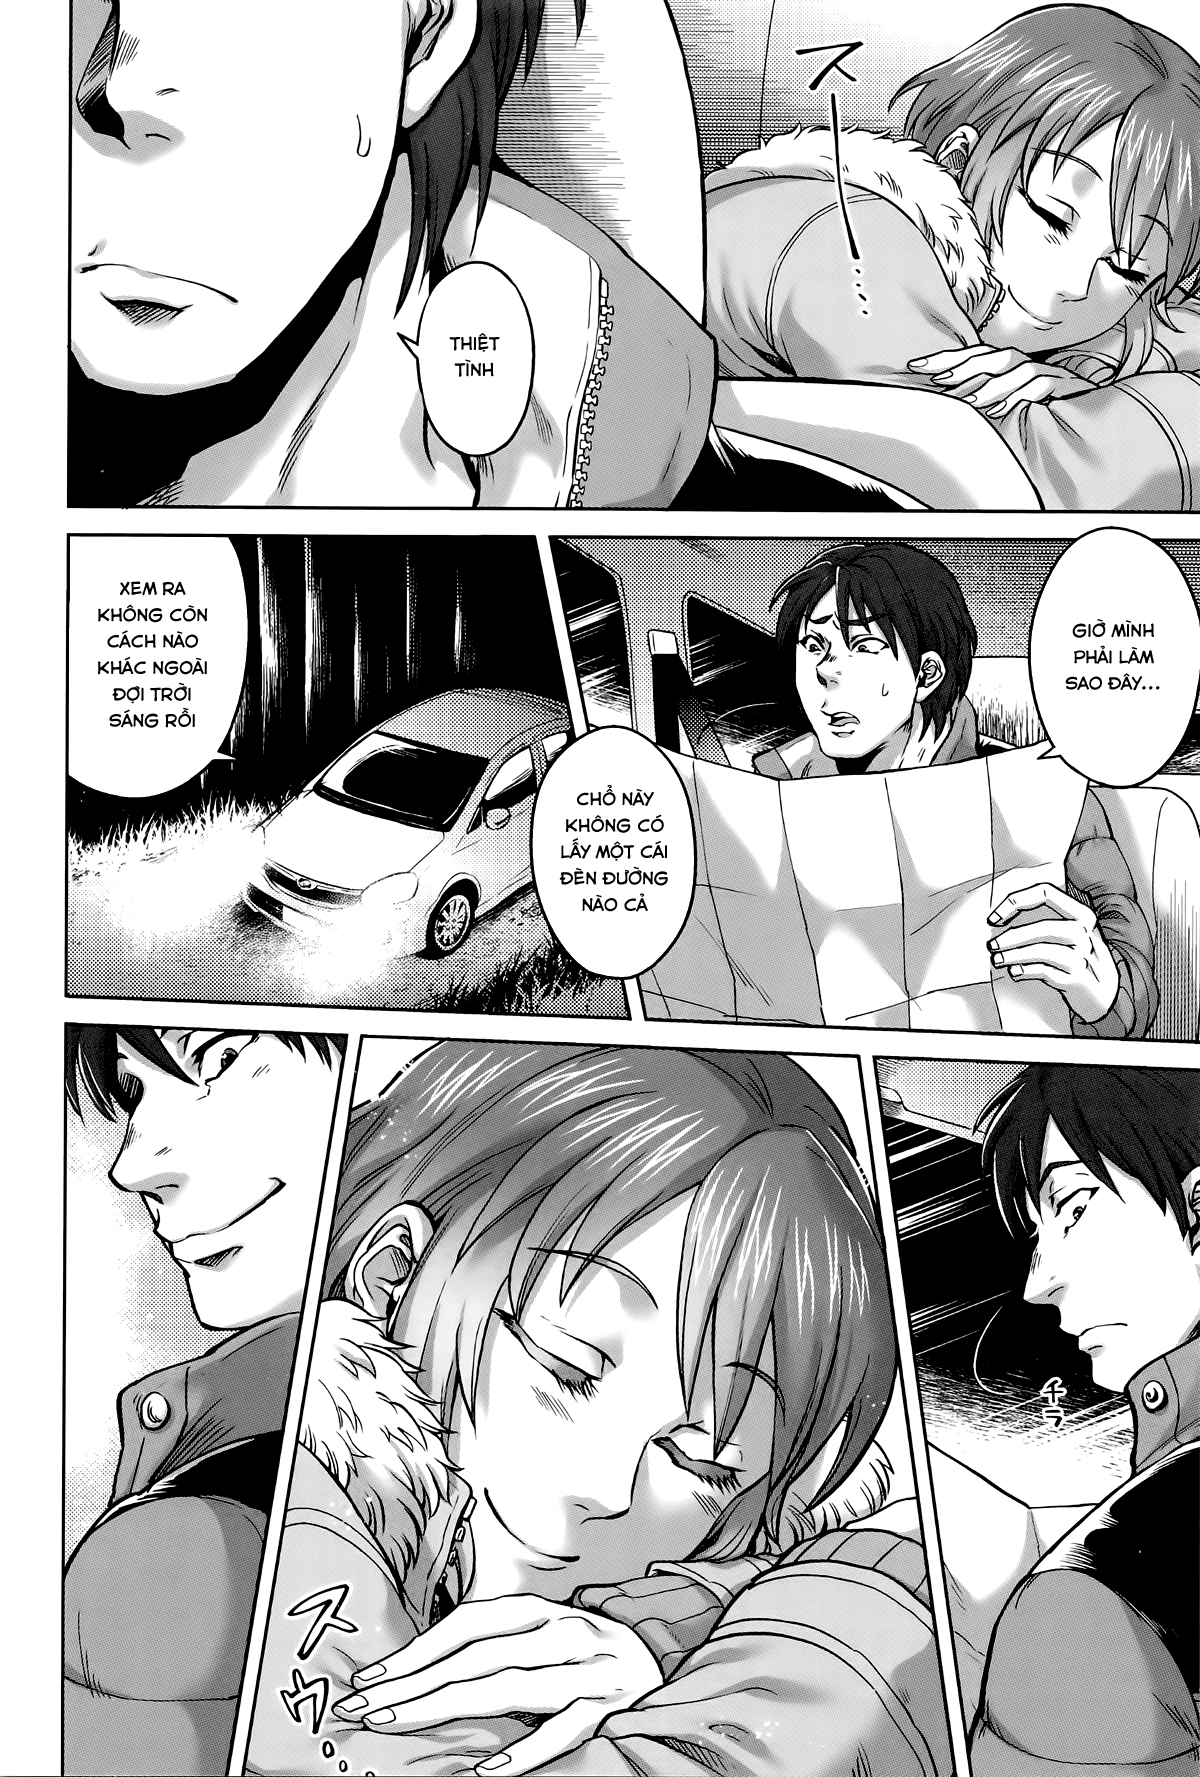 スー…
THIỆT
TÌNH
GIỜ MÌNH
PHẢI LÀM
SAO ĐÂY...
CHỔ NÀY
KHÔNG CÓ
LẤY MỘT CÁI
ĐÈN ĐƯỜNG
NÀO CẢ
XEM RA
KHÔNG CÒN
CÁCH NÀO
KHÁC NGOÀI
ĐỢI TRỜI
SÁNG RỒI
チラ
スゥ…